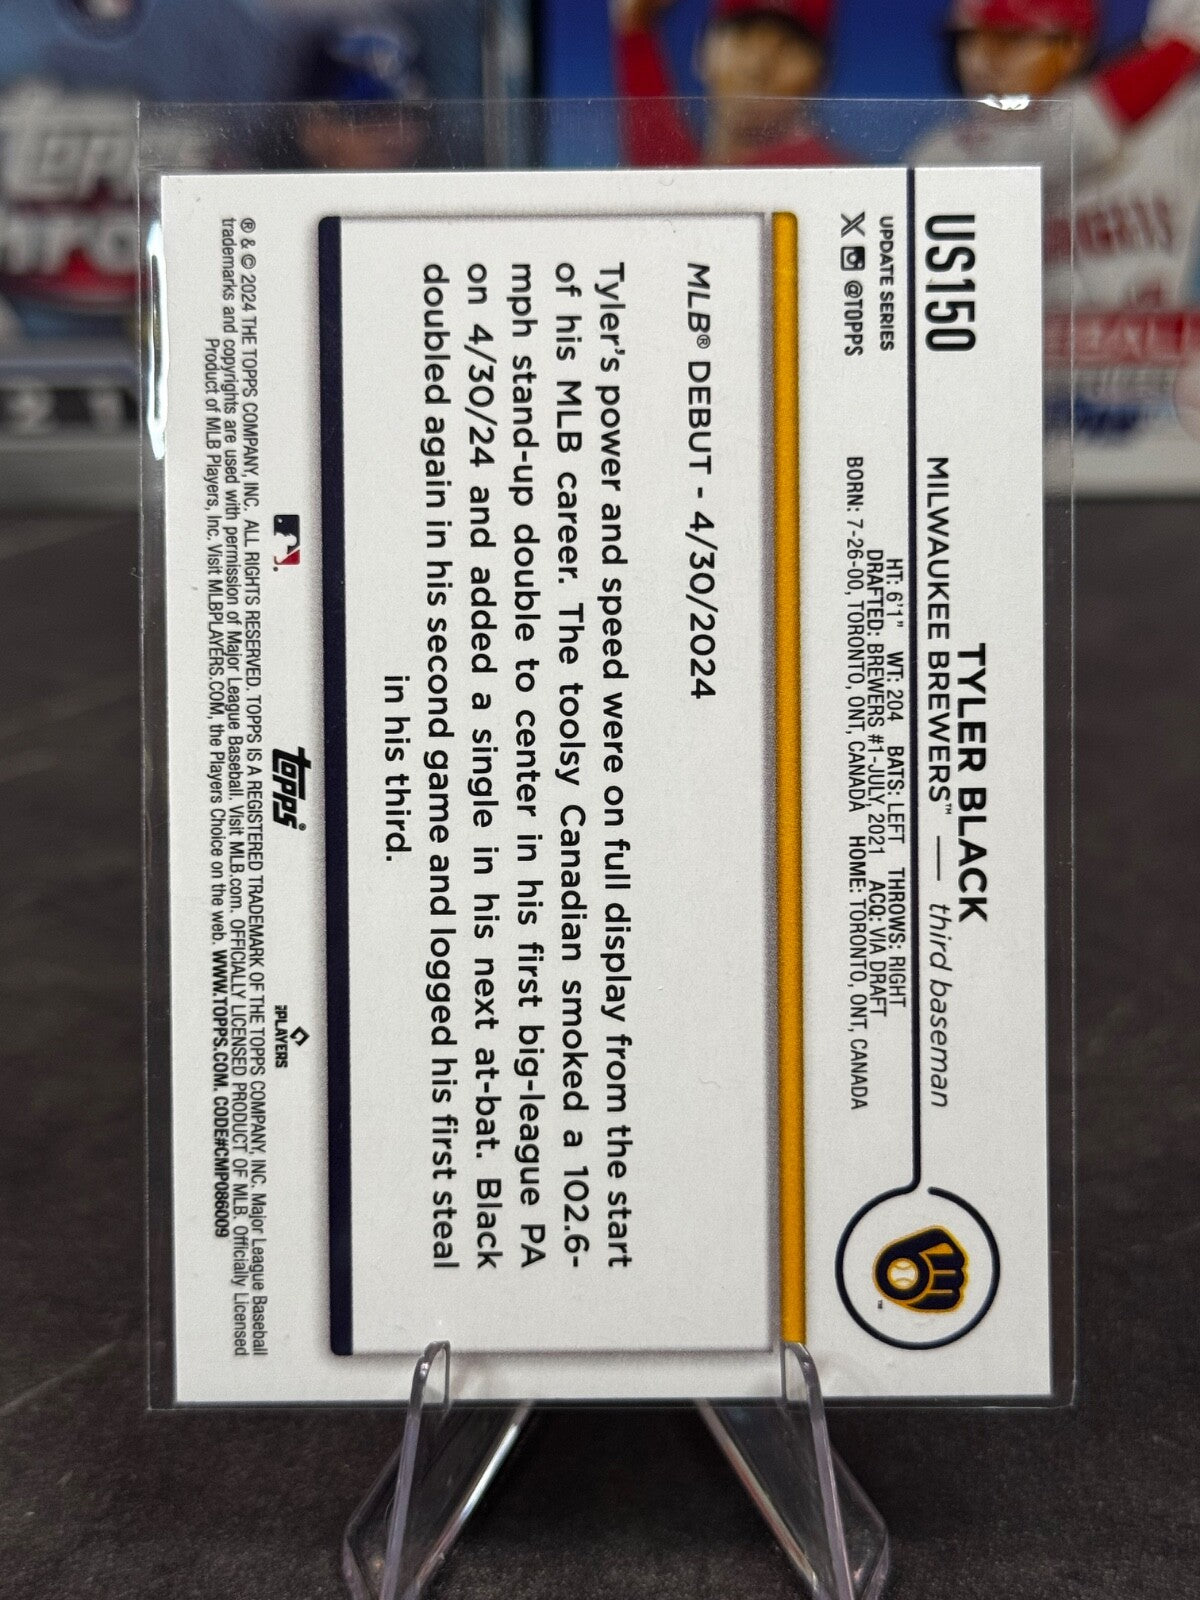 US150
TYLER BLACK
MILWAUKEE BREWERS™ — third baseman
UPDATE SERIES
X @TOPPS
HT: 6'1" WT: 204 BATS: LEFT THROWS: RIGHT
DRAFTED: BREWERS #1-JULY, 2021 ACQ: VIA DRAFT
BORN: 7-26-00, TORONTO, ONT, CANADA HOME: TORONTO, ONT, CANADA
MLB® DEBUT - 4/30/2024
Tyler's power and speed were on full display from the start
of his MLB career. The toolsy Canadian smoked a 102.6-
mph stand-up double to center in his first big-league PA
on 4/30/24 and added a single in his next at-bat. Black
doubled again in his second game and logged his first steal
in his third.
topps®
PLAYERS
® & © 2024 THE TOPPS COMPANY, INC. ALL RIGHTS RESERVED. TOPPS IS A REGISTERED TRADEMARK OF THE TOPPS COMPANY, INC. Major League Baseball
trademarks and copyrights are used with permission of Major League Baseball. Visit MLB.com. OFFICIALLY LICENSED PRODUCT OF MLB. Officially Licensed
Product of MLB Players, Inc. Visit MLBPLAYERS.COM, the Players Choice on the web. WWW.TOPPS.COM. CODE#CMP086009
topps